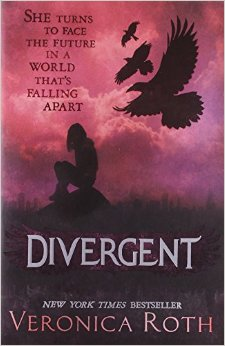 SHE TURNS
TO FACE
THE FUTURE
IN A
WORLD
THAT'S
FALLING
APART
DIVERGENT
NEW YORK TIMES BESTSELLER
VERONICA ROTH